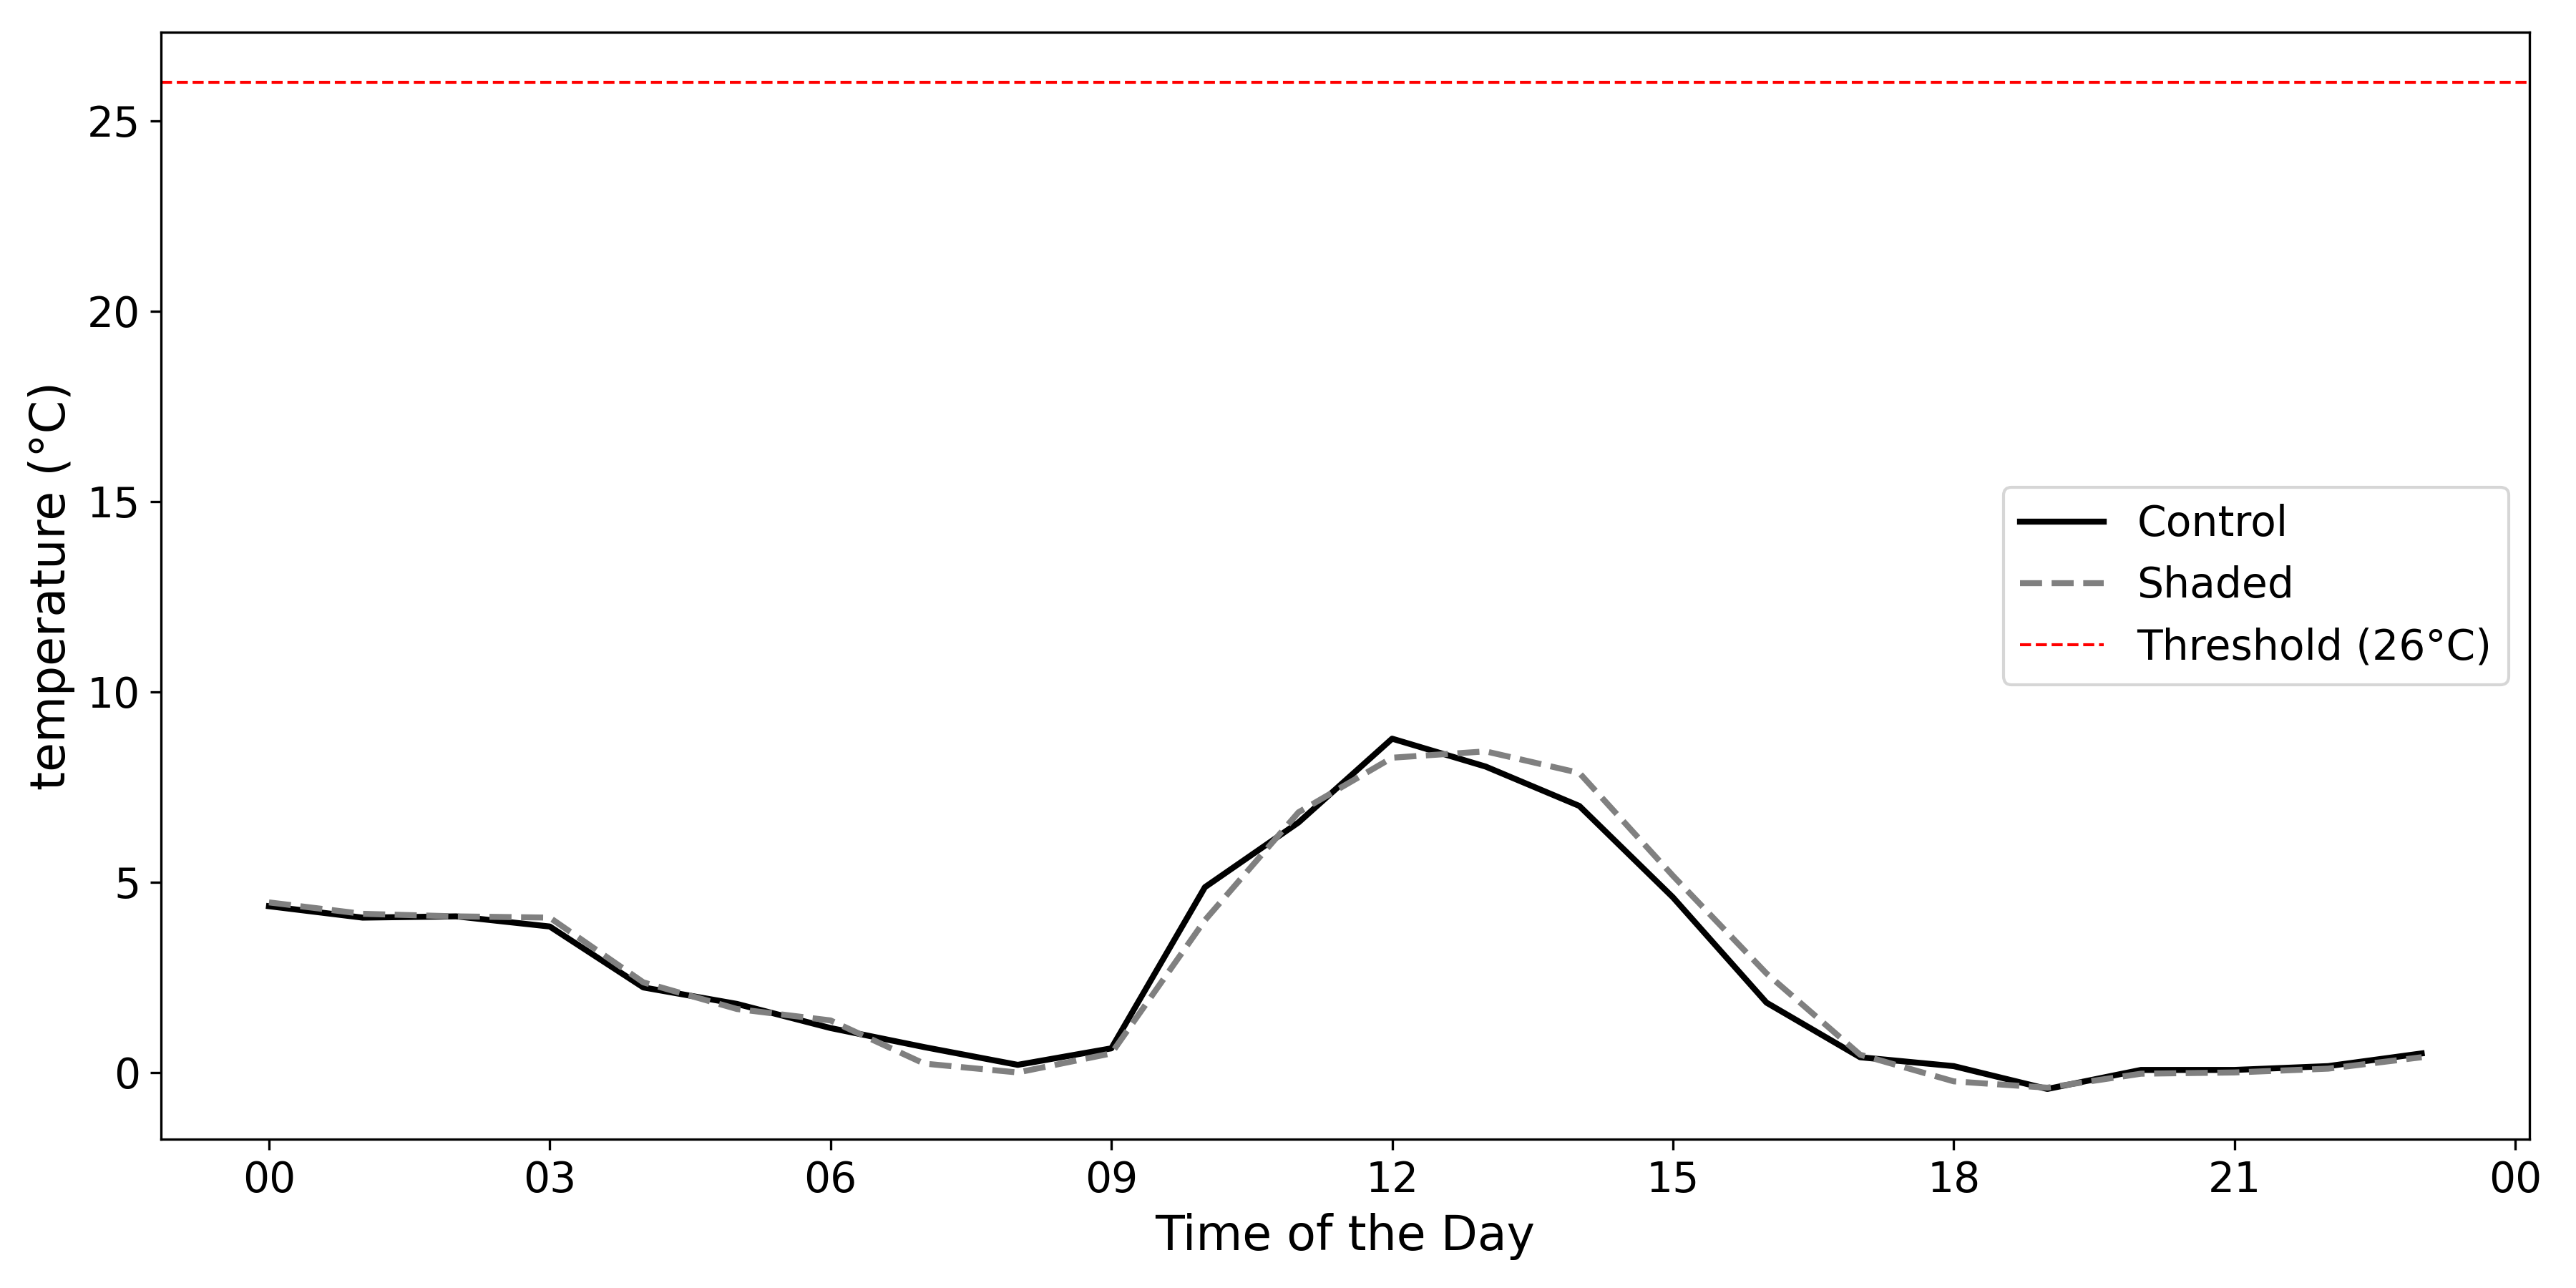 temperature (°C)
25
20
15
10
5
0
Control
Shaded
Threshold (26°C)
00 03 06 09 12 15 18 21 00
Time of the Day